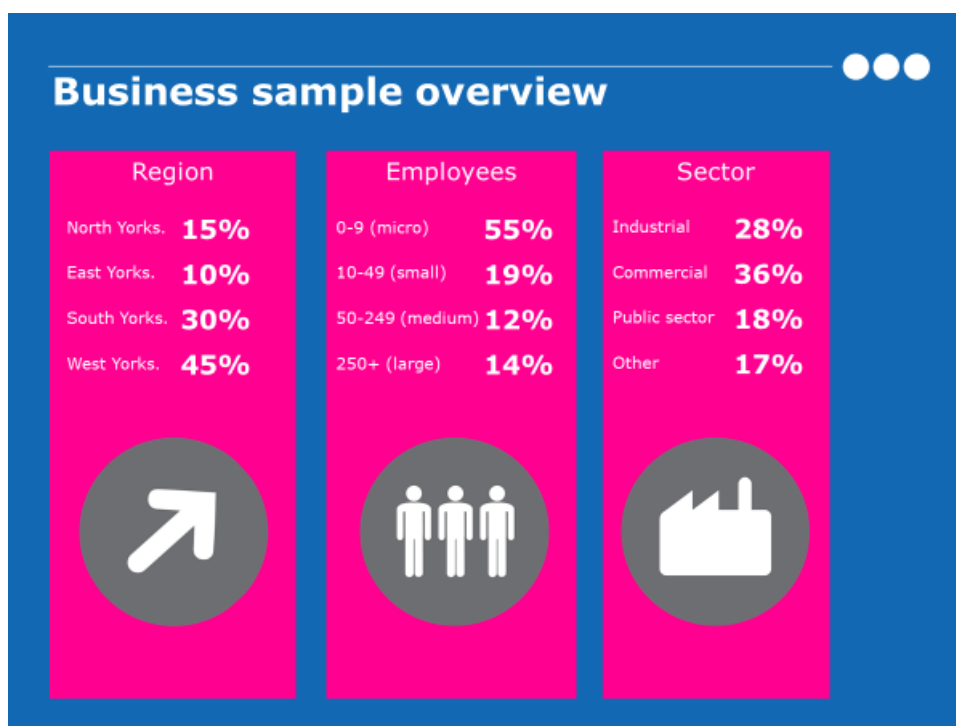 Business sample overview
Region
North Yorks. 15%
East Yorks. 10%
South Yorks. 30%
West Yorks. 45%
Employees
0-9 (micro) 55%
10-49 (small) 19%
50-249 (medium) 12%
250+ (large) 14%
Sector
Industrial 28%
Commercial 36%
Public sector 18%
Other 17%